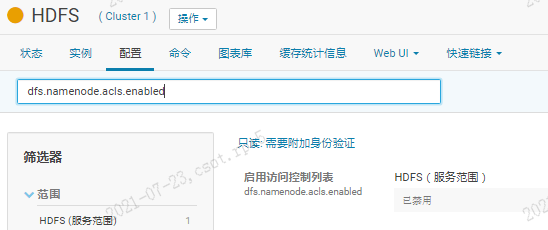 HDFS ( Cluster 1 ) 操作
状态 实例 配置 命令 图表库 缓存统计信息 Web UI 快速链接
dfs.namenode.acls.enabled
只读: 需要附加身份验证
筛选器
启用访问控制列表 HDFS（服务范围）
dfs.namenode.acls.enabled 已禁用
范围
HDFS (服务范围) 1
2021-07-23,csot.rpa5